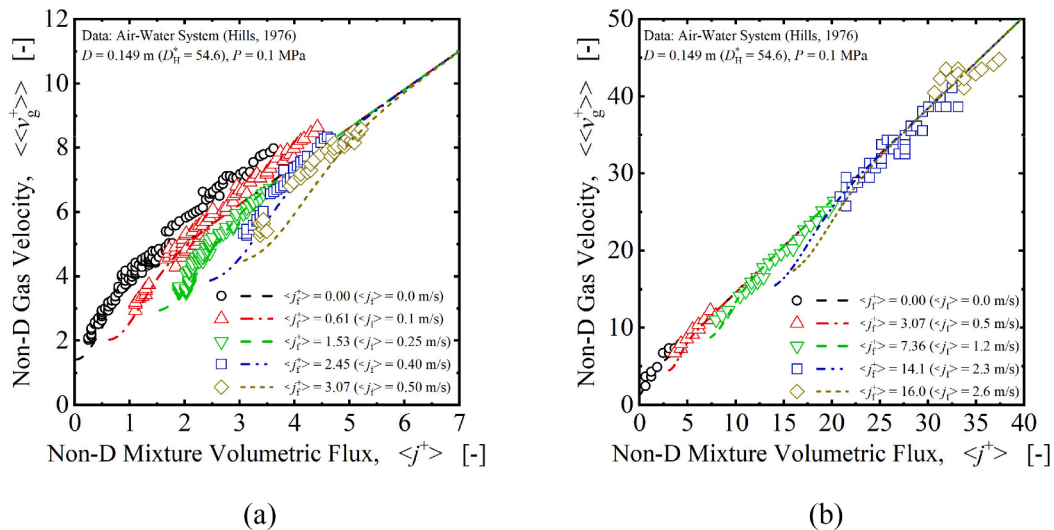 Data: Air-Water System (Hills, 1976)
D = 0.149 m (D*H = 54.6), P = 0.1 MPa
Non-D Gas Velocity, <<v_g^+>> [-]
12
10
8
6
4
2
0
<j_f^+> = 0.00 (<j_f> = 0.0 m/s)
<j_f^+> = 0.61 (<j_f> = 0.1 m/s)
<j_f^+> = 1.53 (<j_f> = 0.25 m/s)
<j_f^+> = 2.45 (<j_f> = 0.40 m/s)
<j_f^+> = 3.07 (<j_f> = 0.50 m/s)
0 1 2 3 4 5 6 7
Non-D Mixture Volumetric Flux, <j^+> [-]
(a)
Data: Air-Water System (Hills, 1976)
D = 0.149 m (D*H = 54.6), P = 0.1 MPa
Non-D Gas Velocity, <<v_g^+>> [-]
50
40
30
20
10
0
<j_f^+> = 0.00 (<j_f> = 0.0 m/s)
<j_f^+> = 3.07 (<j_f> = 0.5 m/s)
<j_f^+> = 7.36 (<j_f> = 1.2 m/s)
<j_f^+> = 14.1 (<j_f> = 2.3 m/s)
<j_f^+> = 16.0 (<j_f> = 2.6 m/s)
0 5 10 15 20 25 30 35 40
Non-D Mixture Volumetric Flux, <j^+> [-]
(b)